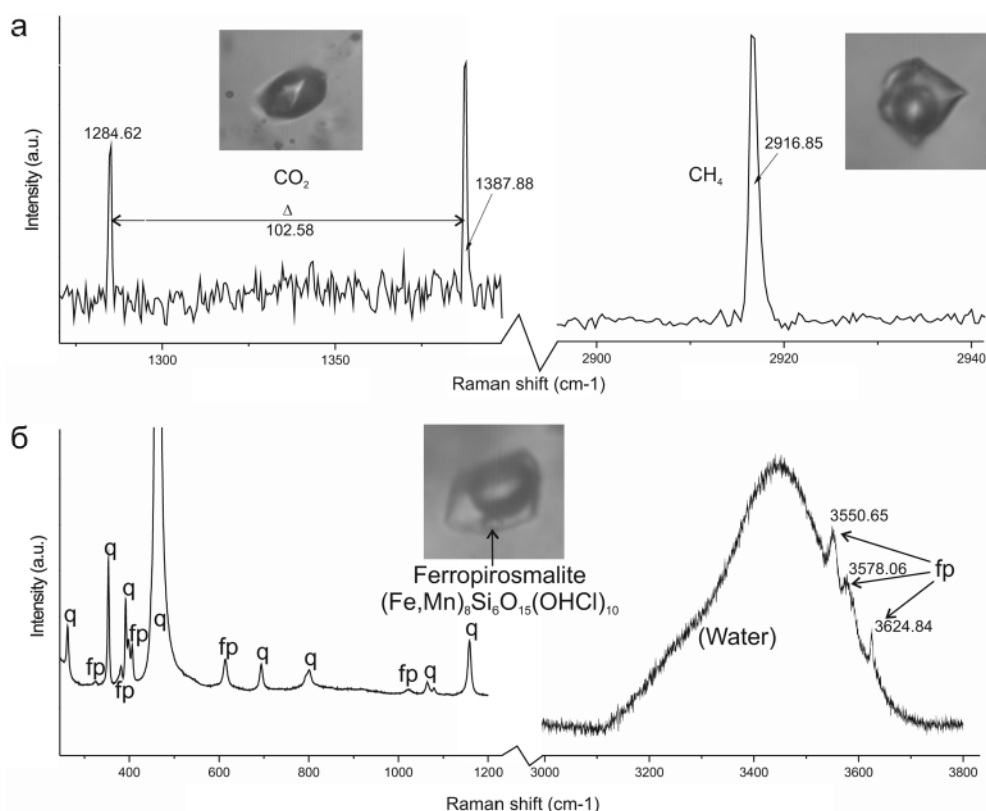 а
1284.62
CO2
Δ
102.58
1387.88
CH4
2916.85
Intensity (a.u.)
1300
1350
2900
2920
2940
Raman shift (cm-1)
б
q
fp
q
fp
q
fp
q
fp
q
q
fp
q
q
Ferropirosmalite
(Fe,Mn)8Si6O15(OHCl)10
(Water)
3550.65
3578.06
fp
3624.84
Intensity (a.u.)
400
600
800
1000
1200
3000
3200
3400
3600
3800
Raman shift (cm-1)